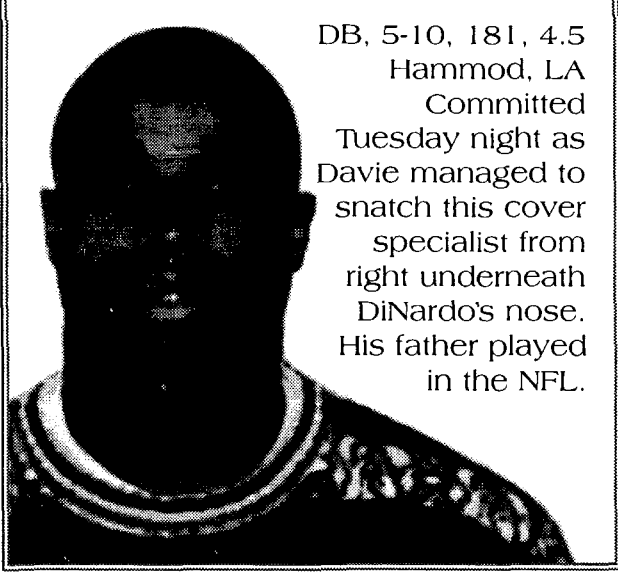 DB, 5-10, 181, 4.5
Hammod, LA
Committed
Tuesday night as
Davie managed to
snatch this cover
specialist from
right underneath
DiNardo's nose.
His father played
in the NFL.